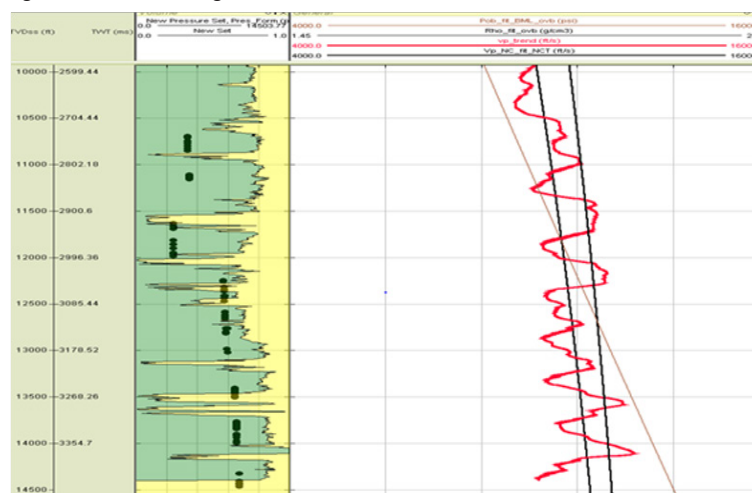 New Pressure Set, Pres_Form (p
0.0 14503.77
New Set
0.0 1.0
TVDss (ft) TWT (ms)
Pob_fit_BML_ovb (psi)
4000.0 1600
Rho_fit_ovb (g/cm3)
1.45 2
vp_trend (ft/s)
4000.0 1600
Vp_NC_fit_NCT (ft/s)
4000.0 1600
10000 2599.44
10500 2704.44
11000 2802.18
11500 2900.6
12000 2996.36
12500 3085.44
13000 3178.52
13500 3268.26
14000 3354.7
14500